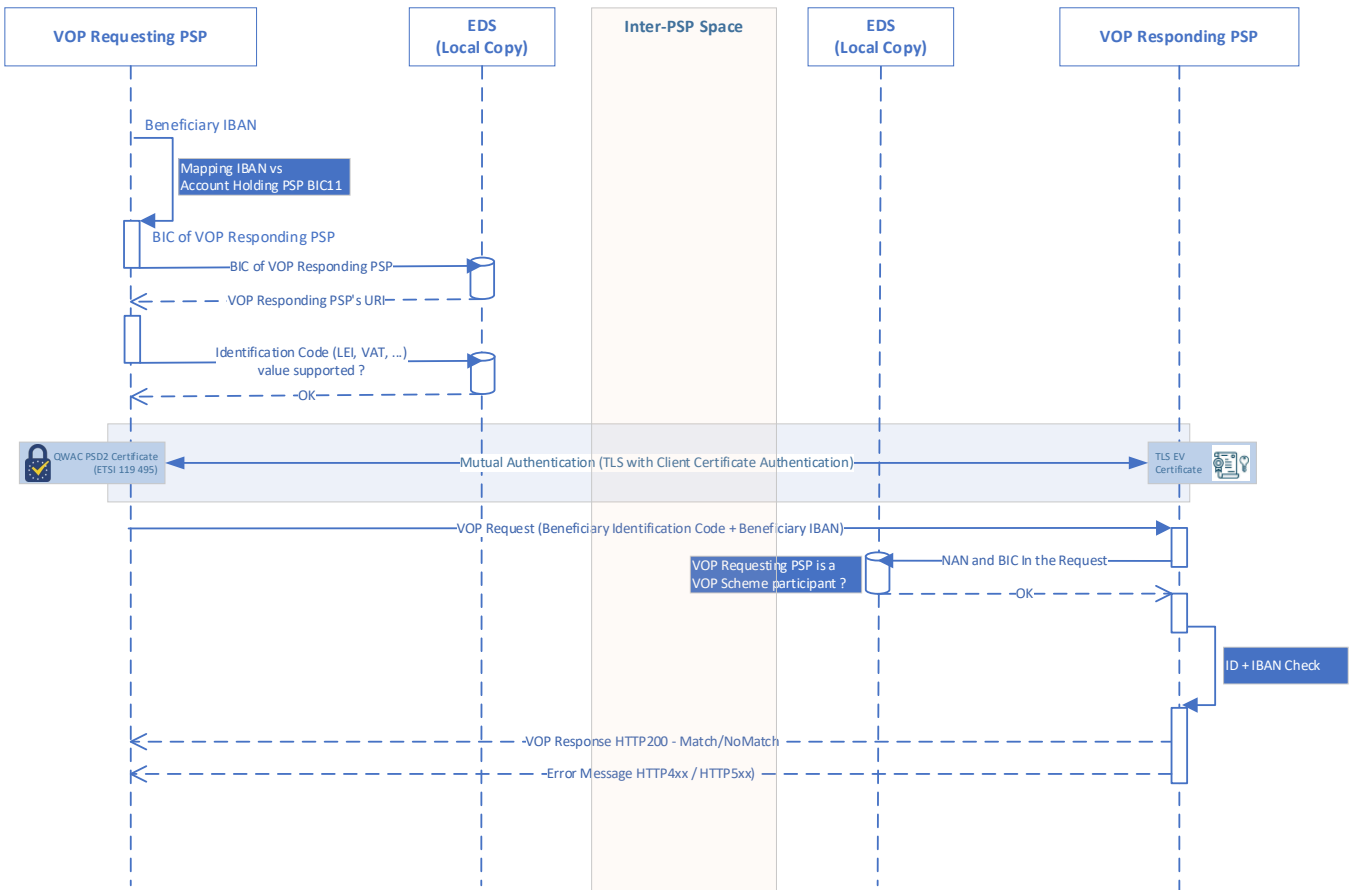 VOP Requesting PSP
EDS
(Local Copy)
Inter-PSP Space
EDS
(Local Copy)
VOP Responding PSP
Beneficiary IBAN
Mapping IBAN vs
Account Holding PSP BIC11
BIC of VOP Responding PSP
BIC of VOP Responding PSP
VOP Responding PSP's URI
Identification Code (LEI, VAT, ...)
value supported ?
OK
QWAC PSD2 Certificate
(ETSI 119 495)
Mutual Authentication (TLS with Client Certificate Authentication)
TLS EV
Certificate
VOP Request (Beneficiary Identification Code + Beneficiary IBAN)
NAN and BIC In the Request
VOP Requesting PSP is a
VOP Scheme participant ?
OK
ID + IBAN Check
VOP Response HTTP200 - Match/NoMatch
Error Message HTTP4xx / HTTP5xx)